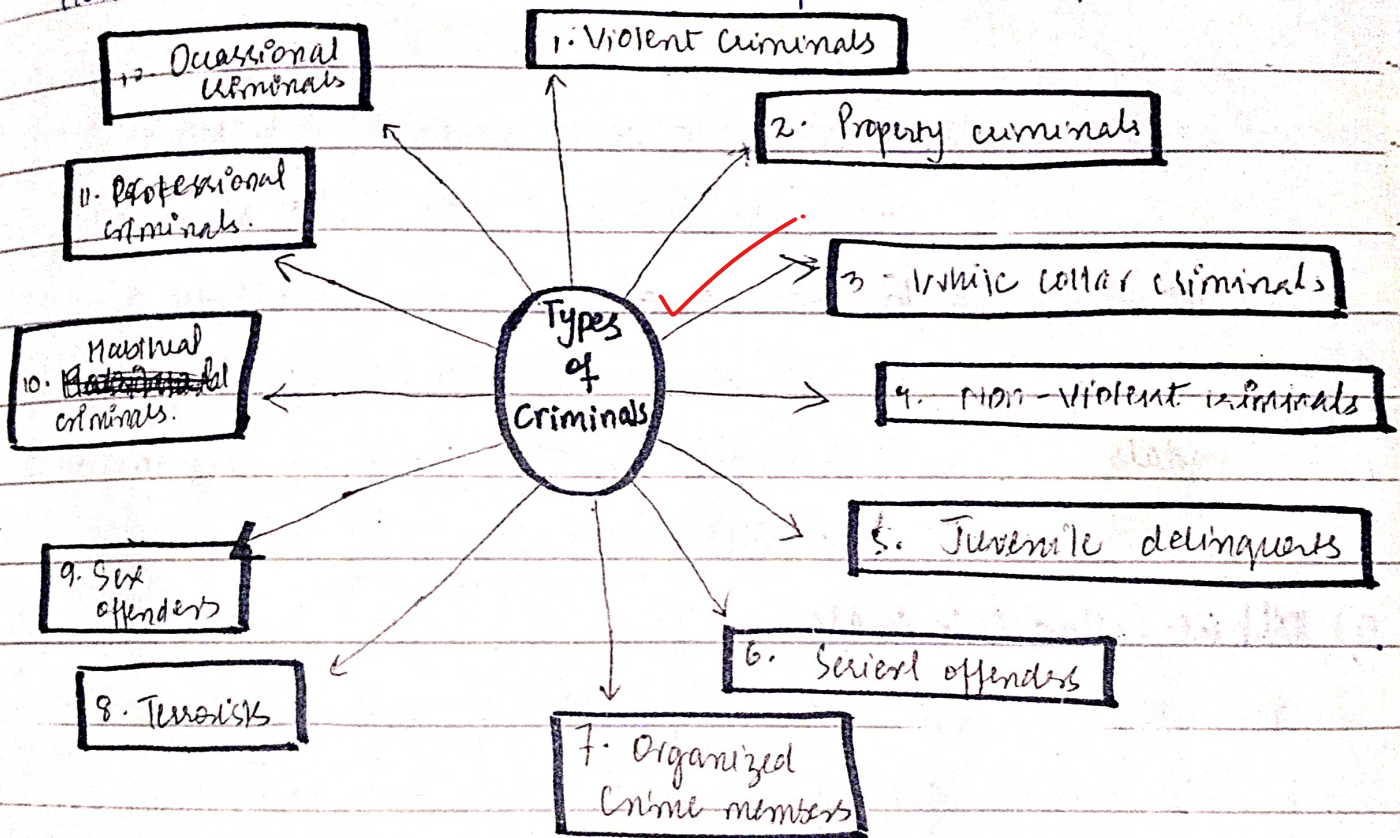 Types
of
Criminals
1. Violent Criminals
2. Property criminals
3 - White collar criminals
4. Non-Violent criminals
5. Juvenile delinquents
6. Seriel offenders
7. Organized
Crime members
8. Terrorists
9. Sex
offenders
Habitual
10.
criminals.
11. Professional
criminals.
12. Occassional
criminals